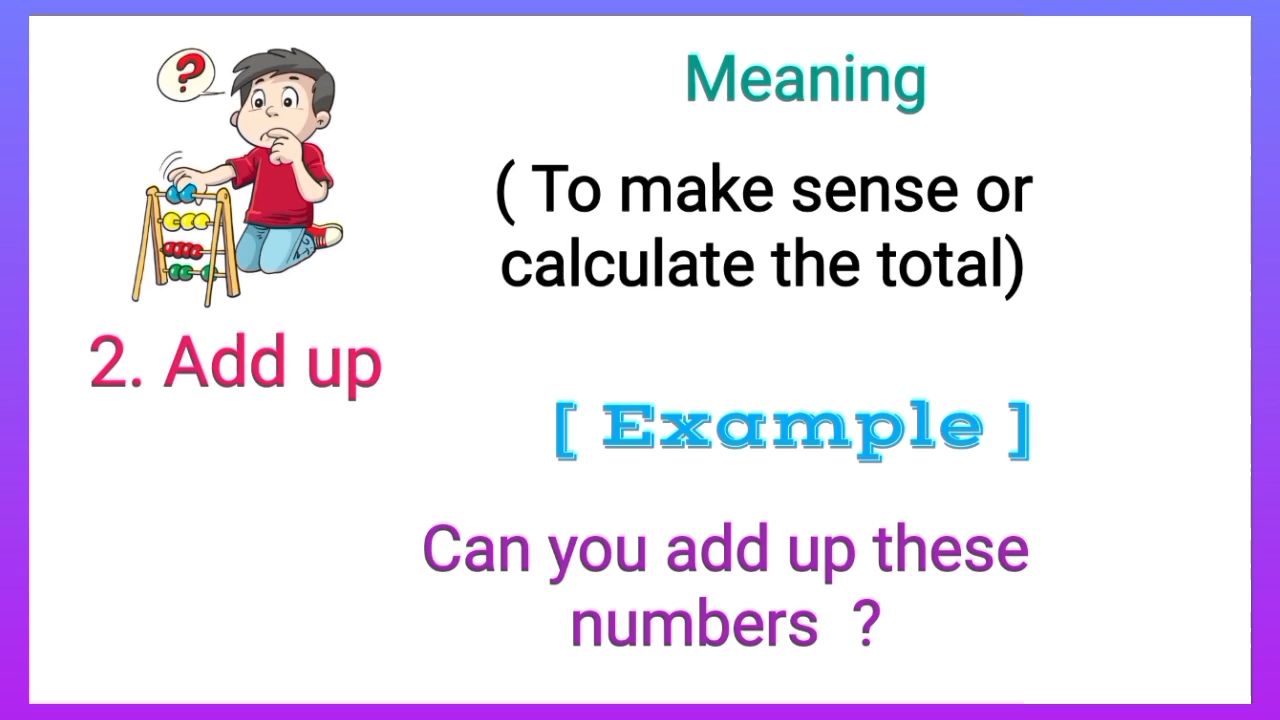 ?
Meaning
( To make sense or
calculate the total)
2. Add up
[ Example ]
Can you add up these
numbers ?